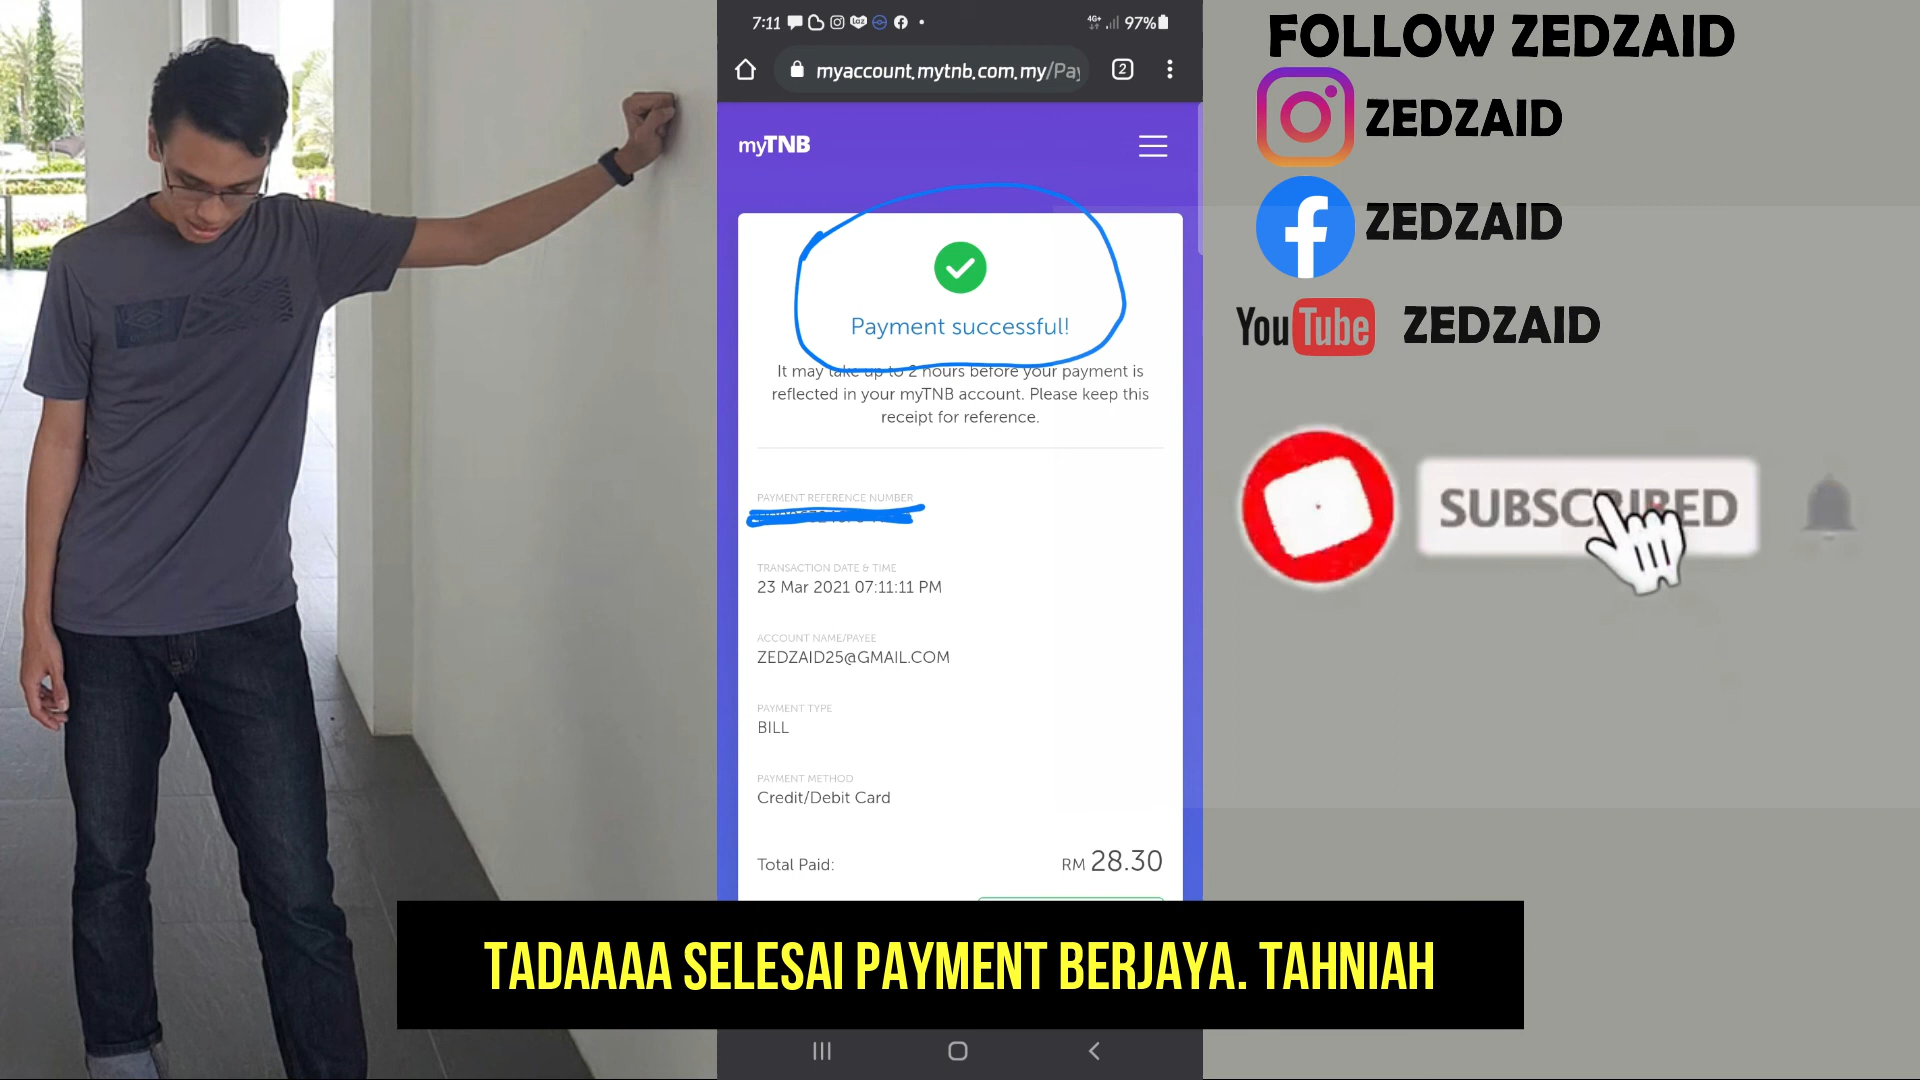 7:11
4G+
97%
myaccount.mytnb.com.my/Pay
2
myTNB
Payment successful!
It may take up to 2 hours before your payment is
reflected in your myTNB account. Please keep this
receipt for reference.
PAYMENT REFERENCE NUMBER
TRANSACTION DATE & TIME
23 Mar 2021 07:11:11 PM
ACCOUNT NAME/PAYEE
ZEDZAID25@GMAIL.COM
PAYMENT TYPE
BILL
PAYMENT METHOD
Credit/Debit Card
Total Paid: RM 28.30
FOLLOW ZEDZAID
ZEDZAID
ZEDZAID
YouTube ZEDZAID
SUBSCRIBED
TADAAAA SELESAI PAYMENT BERJAYA. TAHNIAH